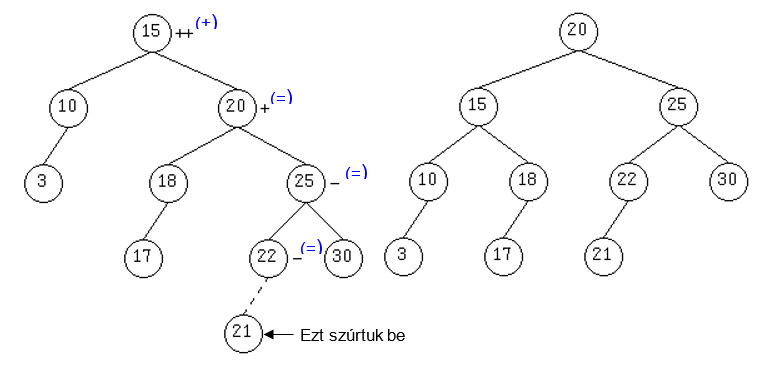 15 ++ (+) 20
10 20 + (=) 15 25
3 18 25 – (=) 10 18 22 30
17 22 – (=) 30 3 17 21
21 Ezt szúrtuk be